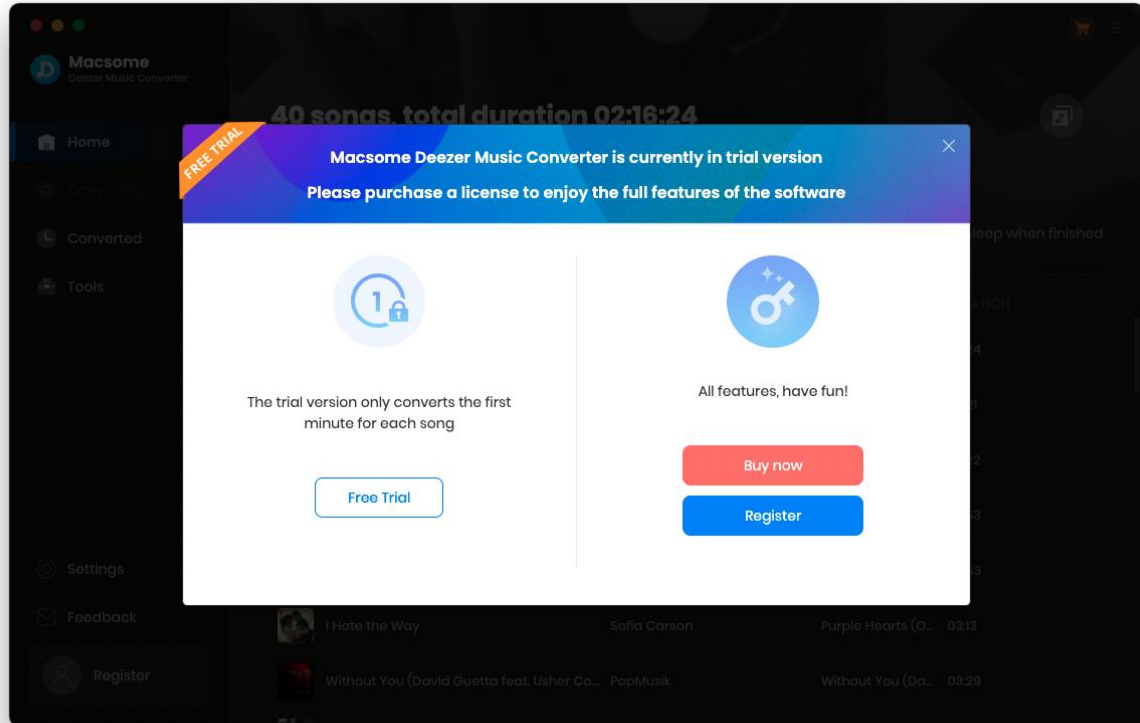 Macsome
Deezer Music Converter
40 songs, total duration 02:16:24
Home
Converting
Converted
Tools
Settings
Feedback
Register
FREE TRIAL
Macsome Deezer Music Converter is currently in trial version
Please purchase a license to enjoy the full features of the software
1
The trial version only converts the first
minute for each song
Free Trial
All features, have fun!
Buy now
Register
when finished
I Hate the Way Sofia Carson Purple Hearts (O... 03:13
Without You (David Guetta feat. Usher Co... PopMusik Without You (Da... 03:29